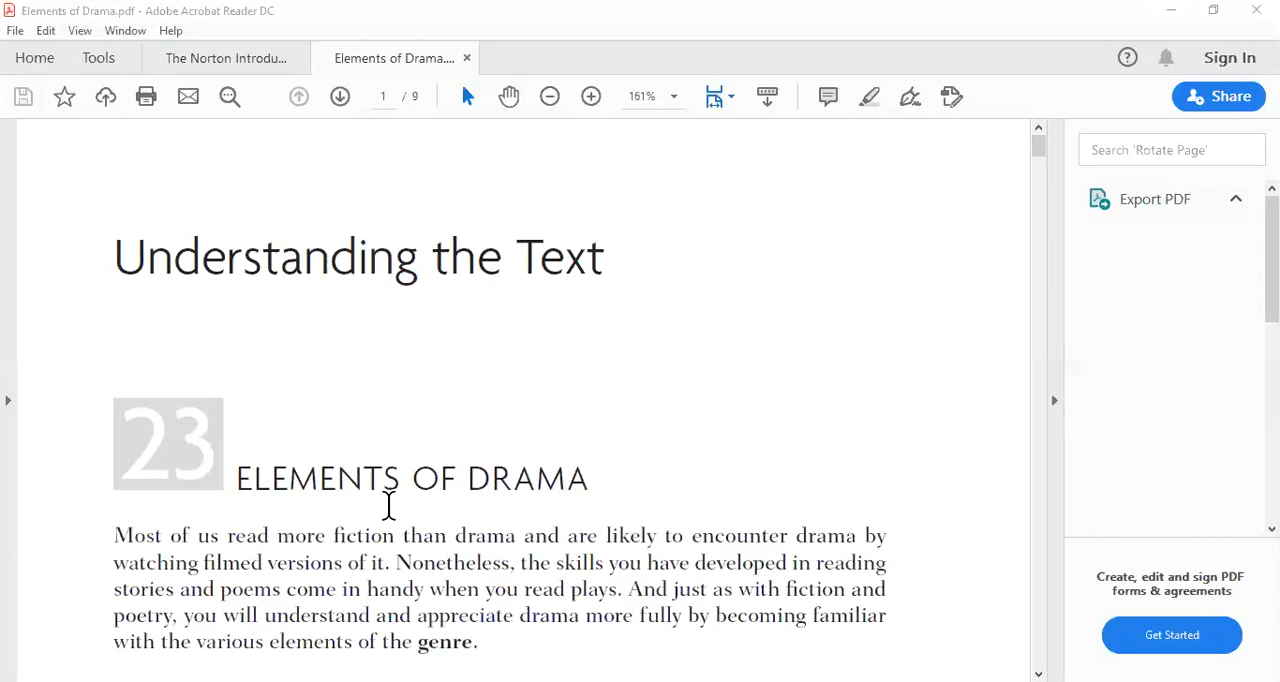 Elements of Drama.pdf - Adobe Acrobat Reader DC
File Edit View Window Help
Home Tools The Norton Introdu... Elements of Drama.... × Sign In
1 / 9 161% Share
Search 'Rotate Page'
Export PDF
Understanding the Text
23 ELEMENTS OF DRAMA
Most of us read more fiction than drama and are likely to encounter drama by
watching filmed versions of it. Nonetheless, the skills you have developed in reading
stories and poems come in handy when you read plays. And just as with fiction and
poetry, you will understand and appreciate drama more fully by becoming familiar
with the various elements of the genre.
Create, edit and sign PDF
forms & agreements
Get Started